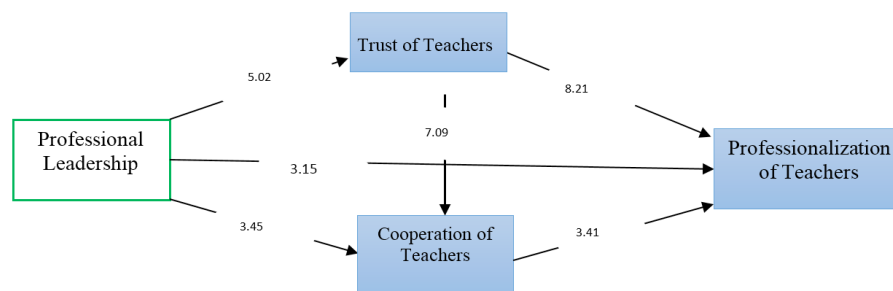 Trust of Teachers
5.02
8.21
7.09
Professional
Leadership
3.15
Professionalization
of Teachers
3.45
Cooperation of
Teachers
3.41